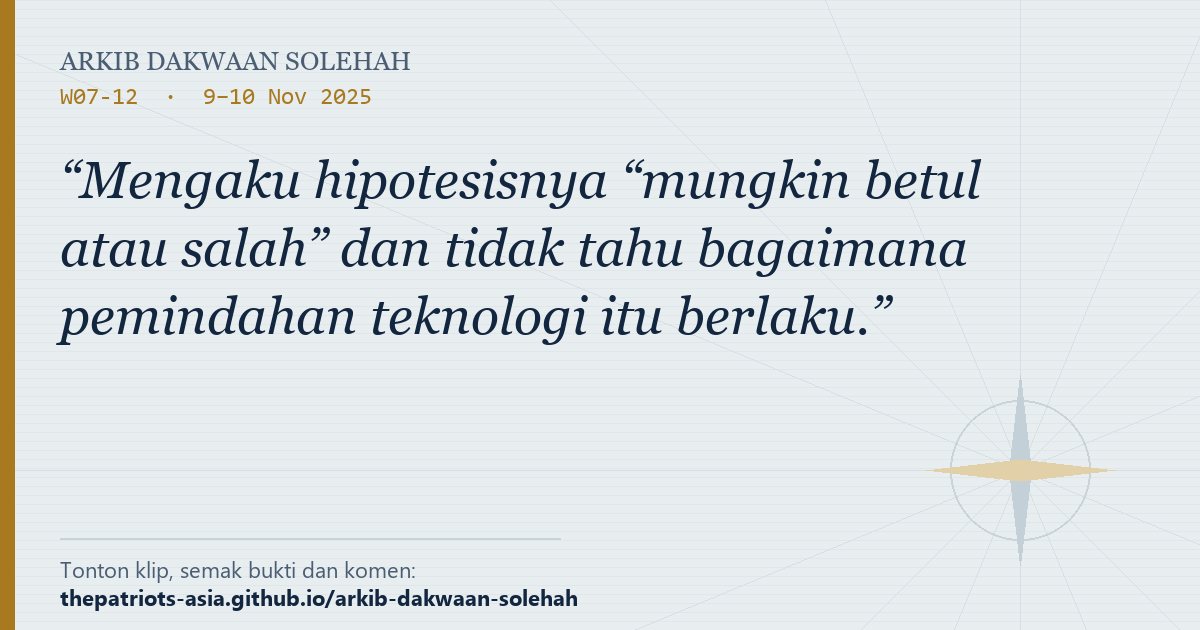 ARKIB DAKWAAN SOLEHAH
W07-12 · 9–10 Nov 2025
“Mengaku hipotesisnya “mungkin betul
atau salah” dan tidak tahu bagaimana
pemindahan teknologi itu berlaku.”
Tonton klip, semak bukti dan komen:
thepatriots-asia.github.io/arkib-dakwaan-solehah